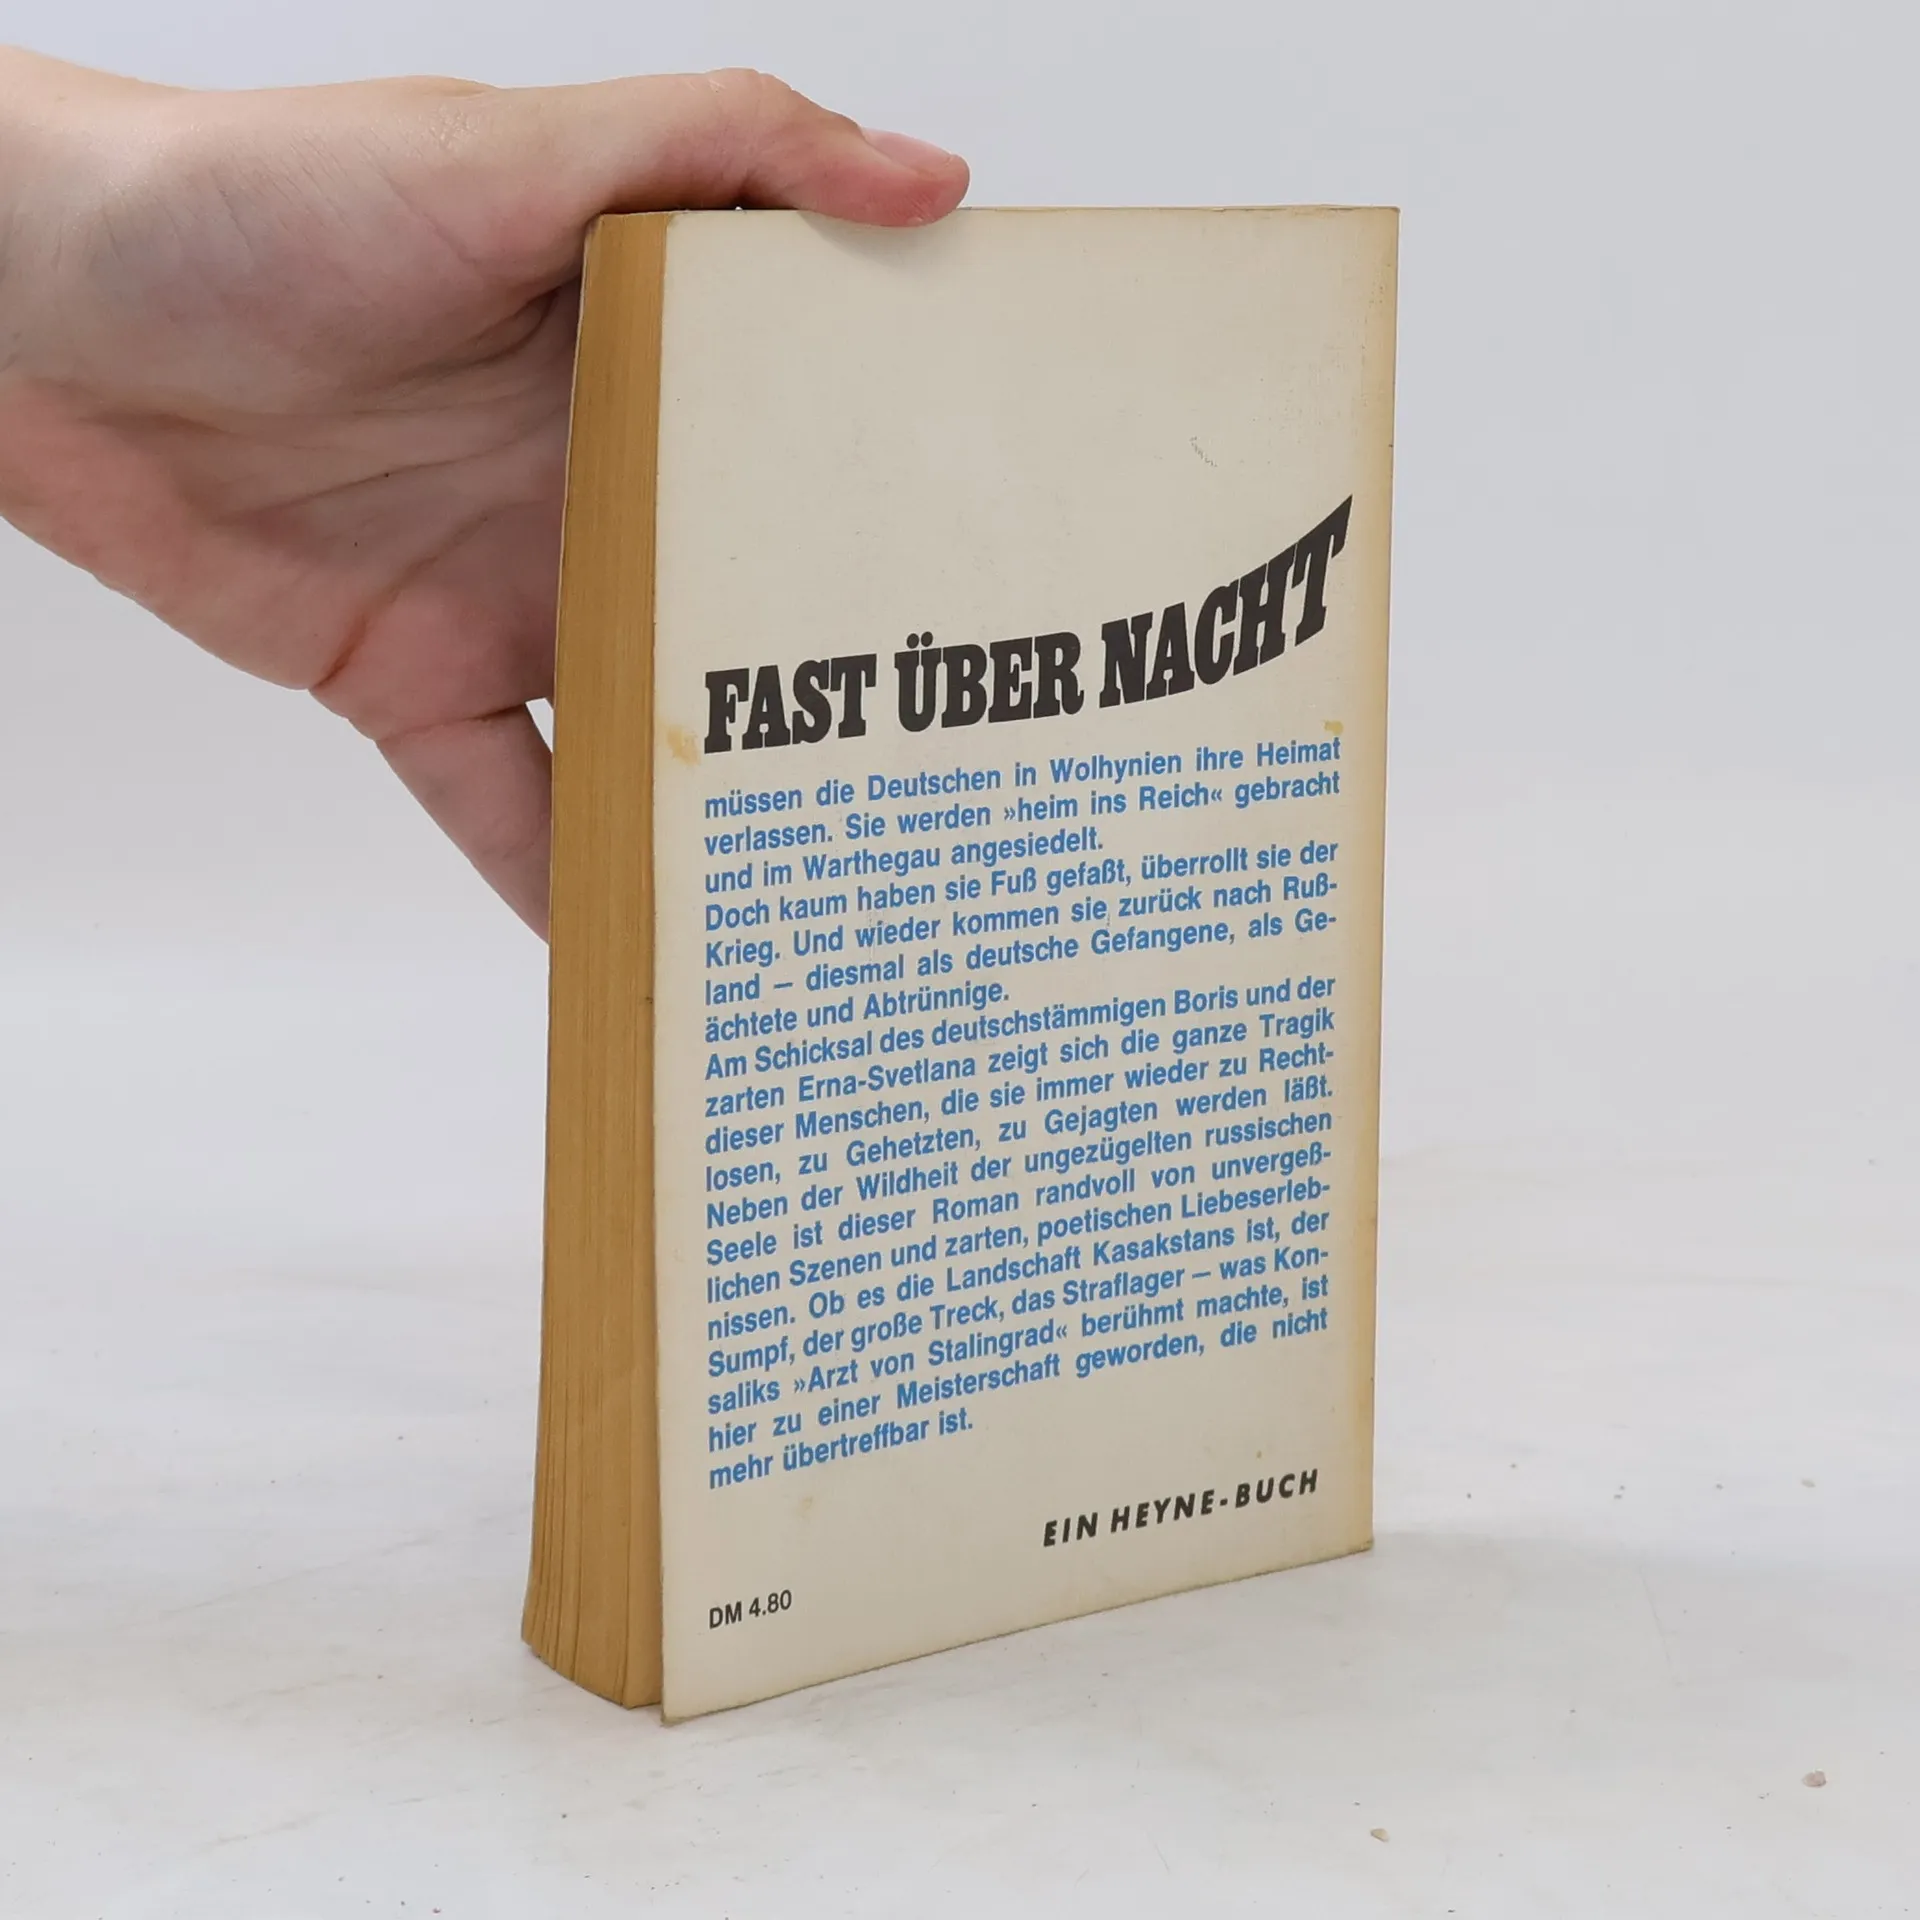 FAST ÜBER NACHT
müssen die Deutschen in Wolhynien ihre Heimat
verlassen. Sie werden »heim ins Reich« gebracht
und im Warthegau angesiedelt.
Doch kaum haben sie Fuß gefaßt, überrollt sie der
Krieg. Und wieder kommen sie zurück nach Ruß-
land – diesmal als deutsche Gefangene, als Ge-
ächtete und Abtrünnige.
Am Schicksal des deutschstämmigen Boris und der
zarten Erna-Svetlana zeigt sich die ganze Tragik
dieser Menschen, die sie immer wieder zu Recht-
losen, zu Gehetzten, zu Gejagten werden läßt.
Neben der Wildheit der ungezügelten russischen
Seele ist dieser Roman randvoll von unvergeß-
lichen Szenen und zarten, poetischen Liebeserleb-
nissen. Ob es die Landschaft Kasakstans ist, der
Sumpf, der große Treck, das Straflager – was Kon-
saliks »Arzt von Stalingrad« berühmt machte, ist
hier zu einer Meisterschaft geworden, die nicht
mehr übertreffbar ist.
EIN HEYNE-BUCH
DM 4.80